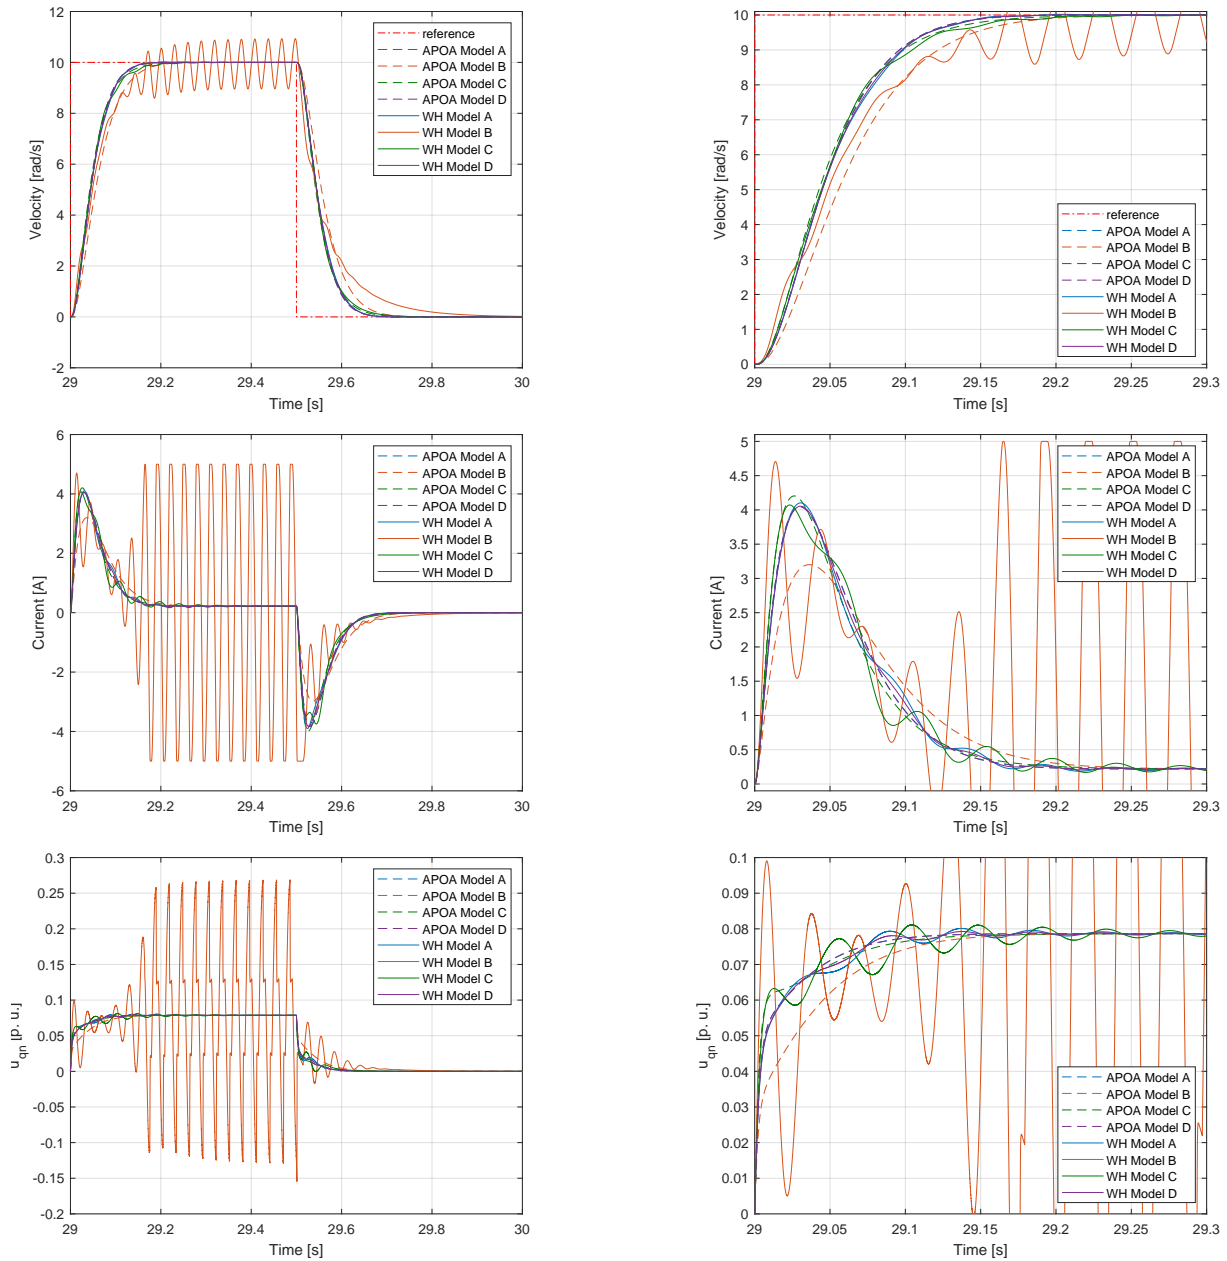 12
10
8
6
4
2
0
-2
Velocity [rad/s]
29
29.2
29.4
29.6
29.8
30
Time [s]
reference
APOA Model A
APOA Model B
APOA Model C
APOA Model D
WH Model A
WH Model B
WH Model C
WH Model D
10
9
8
7
6
5
4
3
2
1
0
Velocity [rad/s]
29
29.05
29.1
29.15
29.2
29.25
29.3
Time [s]
reference
APOA Model A
APOA Model B
APOA Model C
APOA Model D
WH Model A
WH Model B
WH Model C
WH Model D
6
4
2
0
-2
-4
-6
Current [A]
29
29.2
29.4
29.6
29.8
30
Time [s]
APOA Model A
APOA Model B
APOA Model C
APOA Model D
WH Model A
WH Model B
WH Model C
WH Model D
5
4.5
4
3.5
3
2.5
2
1.5
1
0.5
0
Current [A]
29
29.05
29.1
29.15
29.2
29.25
29.3
Time [s]
APOA Model A
APOA Model B
APOA Model C
APOA Model D
WH Model A
WH Model B
WH Model C
WH Model D
0.3
0.25
0.2
0.15
0.1
0.05
0
-0.05
-0.1
-0.15
-0.2
u_qn [p. u.]
29
29.2
29.4
29.6
29.8
30
Time [s]
APOA Model A
APOA Model B
APOA Model C
APOA Model D
WH Model A
WH Model B
WH Model C
WH Model D
0.1
0.09
0.08
0.07
0.06
0.05
0.04
0.03
0.02
0.01
0
u_qn [p. u.]
29
29.05
29.1
29.15
29.2
29.25
29.3
Time [s]
APOA Model A
APOA Model B
APOA Model C
APOA Model D
WH Model A
WH Model B
WH Model C
WH Model D